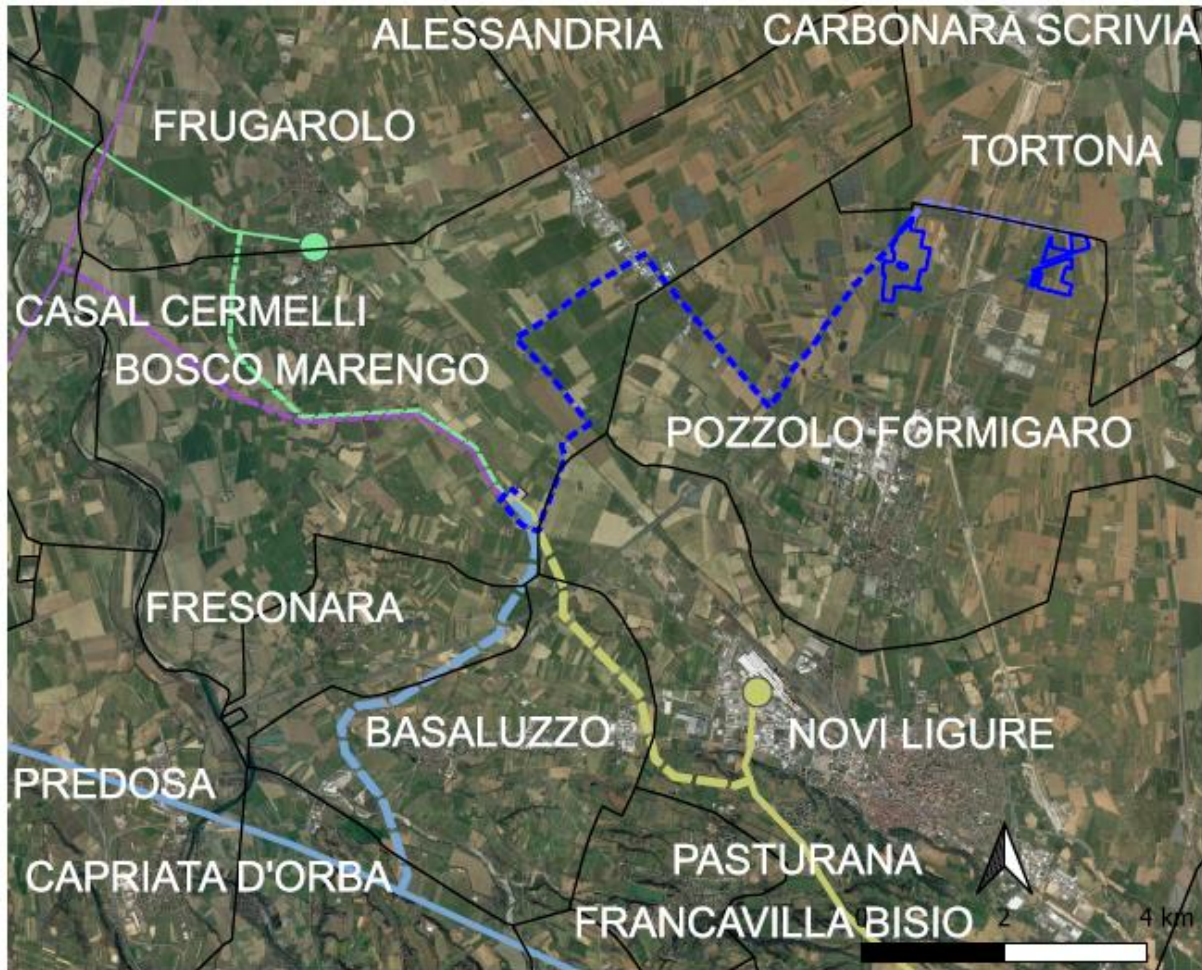 ALESSANDRIA
CARBONARA SCRIVIA
FRUGAROLO
TORTONA
CASAL CERMELLI
BOSCO MARENGO
POZZOLO FORMIGARO
FRESONARA
BASALUZZO
NOVI LIGURE
PREDOSA
CAPRIATA D'ORBA
PASTURANA
FRANCAVILLA BISIO
0 2 4 km